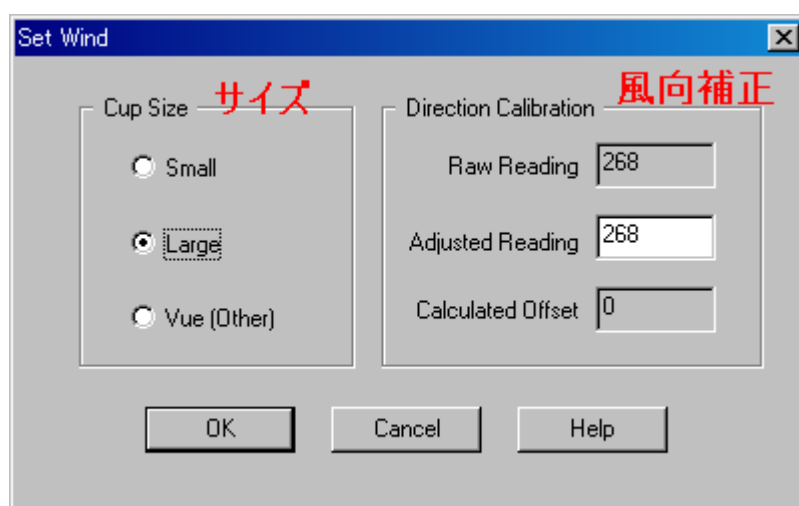 Set Wind
Cup Size サイズ
Small
Large
Vue (Other)
Direction Calibration 風向補正
Raw Reading 268
Adjusted Reading 268
Calculated Offset 0
OK Cancel Help